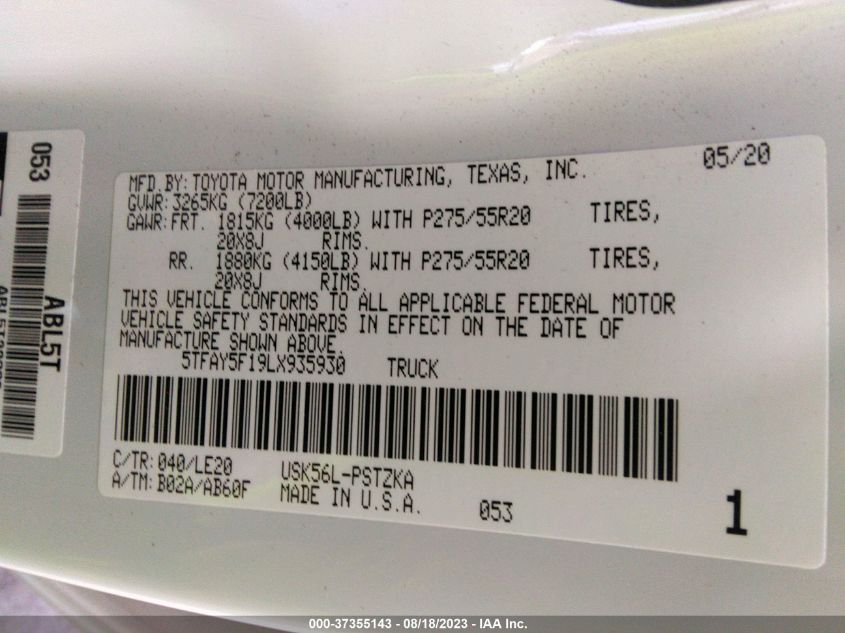 MFD.BY:TOYOTA MOTOR MANUFACTURING, TEXAS, INC. 05/20
GVWR:3265KG (7200LB)
GAWR:FRT. 1815KG (4000LB) WITH P275/55R20 TIRES,
20X8J RIMS.
RR. 1880KG (4150LB) WITH P275/55R20 TIRES,
20X8J RIMS.
THIS VEHICLE CONFORMS TO ALL APPLICABLE FEDERAL MOTOR
VEHICLE SAFETY STANDARDS IN EFFECT ON THE DATE OF
MANUFACTURE SHOWN ABOVE.
5TFAY5F19LX935930 TRUCK
C/TR:040/LE20 USK56L-PSTZKA
A/TM:B02A/AB60F MADE IN U.S.A. 053
1
053
ABL5T
000-37355143 - 08/18/2023 - IAA Inc.